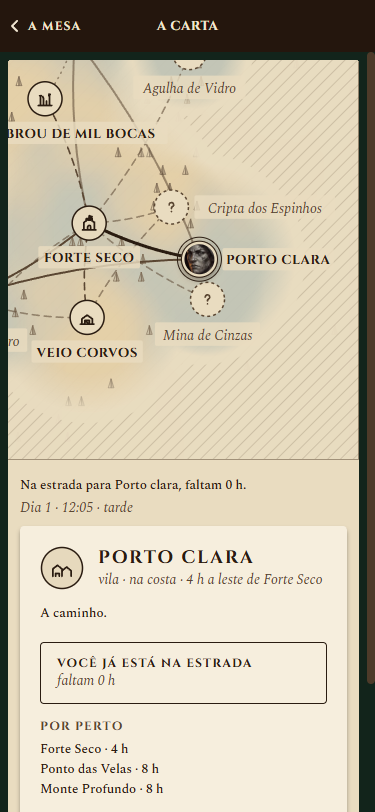 A MESA
A CARTA
Agulha de Vidro
BROU DE MIL BOCAS
?
Cripta dos Espinhos
FORTE SECO
PORTO CLARA
?
ro
Mina de Cinzas
VEIO CORVOS
Na estrada para Porto clara, faltam 0 h.
Dia 1 · 12:05 · tarde
PORTO CLARA
vila · na costa · 4 h a leste de Forte Seco
A caminho.
VOCÊ JÁ ESTÁ NA ESTRADA
faltam 0 h
POR PERTO
Forte Seco · 4 h
Ponto das Velas · 8 h
Monte Profundo · 8 h